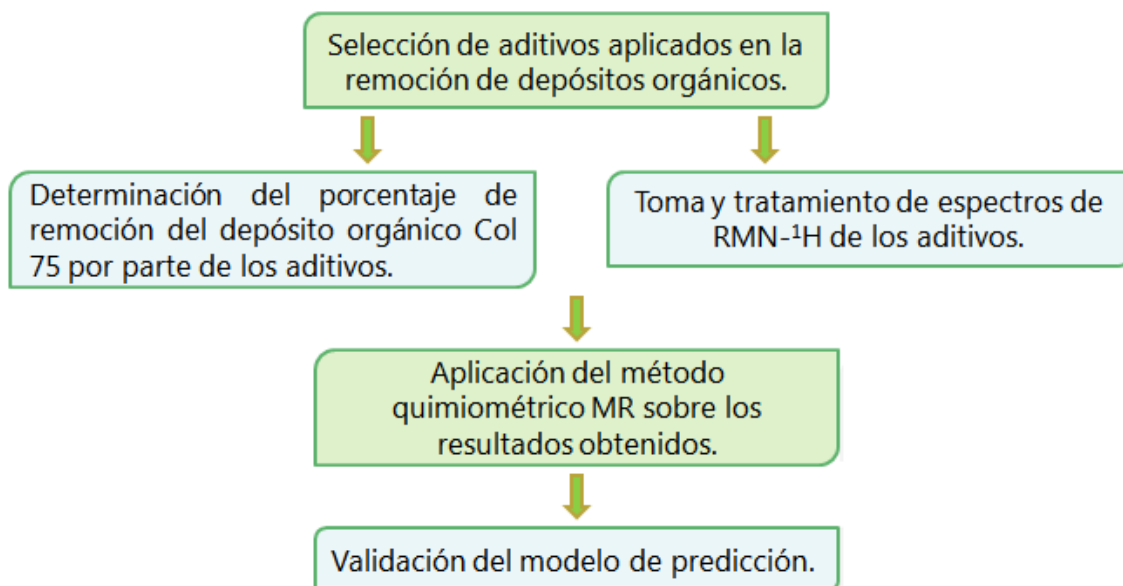 Selección de aditivos aplicados en la
remoción de depósitos orgánicos.
Determinación del porcentaje de
remoción del depósito orgánico Col
75 por parte de los aditivos.
Toma y tratamiento de espectros de
RMN-¹H de los aditivos.
Aplicación del método
quimiométrico MR sobre los
resultados obtenidos.
Validación del modelo de predicción.